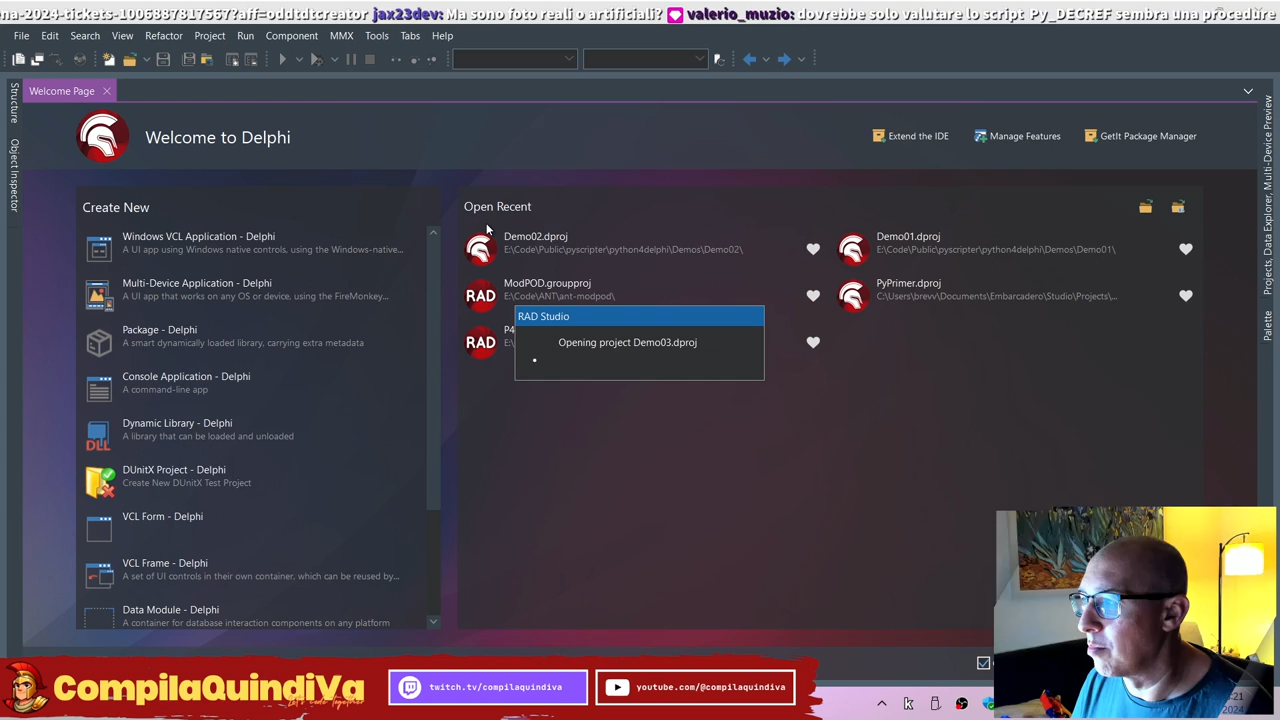 na-2024-tickets-1006837817567?aff=oddtdtcreator jax23dev: Ma sono foto reali o artificiali? valerio_muzio: dovrebbe solo valutare lo script Py_DECREF sembra una procedure
File Edit Search View Refactor Project Run Component MMX Tools Tabs Help
Welcome Page
Structure
Object Inspector
Welcome to Delphi
Extend the IDE Manage Features GetIt Package Manager
Create New
Windows VCL Application - Delphi
A UI app using Windows native controls, using the Windows-native...
Multi-Device Application - Delphi
A UI app that works on any OS or device, using the FireMonkey...
Package - Delphi
A smart dynamically loaded library, carrying extra metadata
Console Application - Delphi
A command-line app
Dynamic Library - Delphi
A library that can be loaded and unloaded
DLL
DUnitX Project - Delphi
Create New DUnitX Test Project
VCL Form - Delphi
VCL Frame - Delphi
A set of UI controls in their own container, which can be reused by...
Data Module - Delphi
A container for database interaction components on any platform
Open Recent
Demo02.dproj
E:\Code\Public\pyscripter\python4delphi\Demos\Demo02\
Demo01.dproj
E:\Code\Public\pyscripter\python4delphi\Demos\Demo01\
RAD
ModPOD.groupproj
E:\Code\ANT\ant-modpod\
PyPrimer.dproj
C:\Users\brevv\Documents\Embarcadero\Studio\Projects\...
RAD
P4
E:\
RAD Studio
Opening project Demo03.dproj
Projects, Data Explorer, Multi-Device Preview
Palette
CompilaQuindiVa
Let's code Together
twitch.tv/compilaquindiva
youtube.com/@compilaquindiva